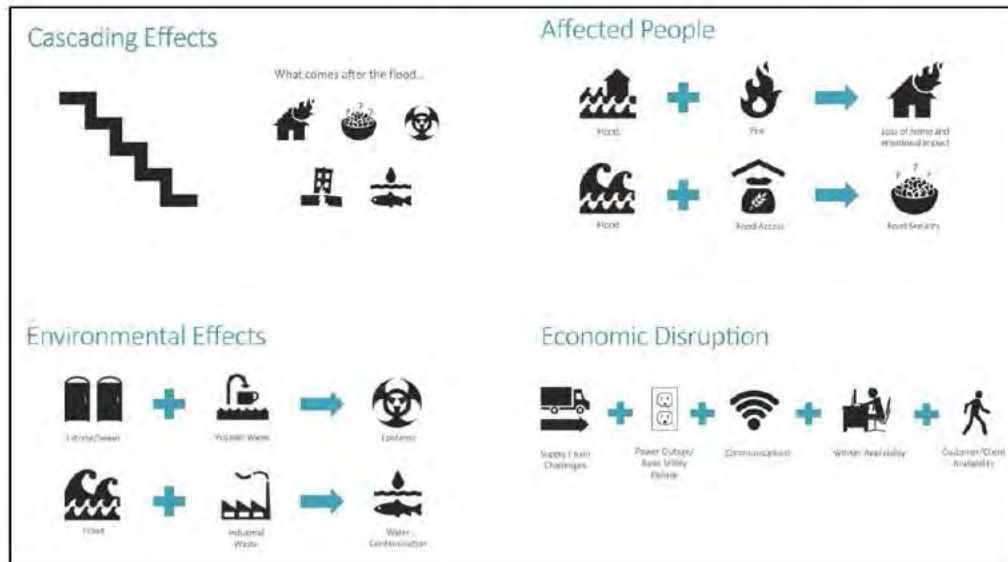 Cascading Effects
What comes after the flood...
? ? ?
Affected People
Flood
Fire
Loss of home and
emotional impact
? ? ?
Flood
Food Access
Food Security
Environmental Effects
Latrine/Sewer
Potable Water
Epidemic
Flood
Industrial
Waste
Water
Contamination
Economic Disruption
Supply Chain
Challenges
Power Outage/
Basic Utility
Failure
Communications
Worker Availability
Customer/Client
Availability